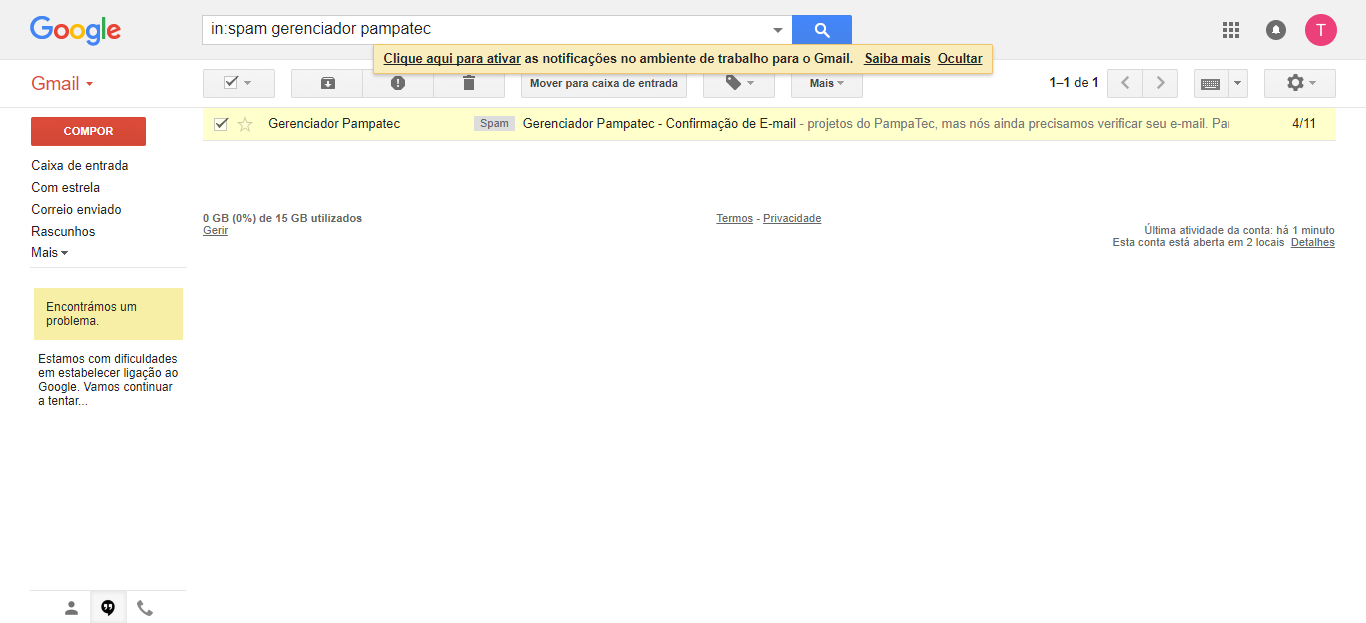 Google
in:spam gerenciador pampatec
T
Clique aqui para ativar as notificações no ambiente de trabalho para o Gmail. Saiba mais Ocultar
Gmail
Mover para caixa de entrada
Mais
1–1 de 1
COMPOR
Gerenciador Pampatec Spam Gerenciador Pampatec - Confirmação de E-mail - projetos do PampaTec, mas nós ainda precisamos verificar seu e-mail. Par 4/11
Caixa de entrada
Com estrela
Correio enviado
Rascunhos
Mais
0 GB (0%) de 15 GB utilizados
Gerir
Termos - Privacidade
Última atividade da conta: há 1 minuto
Esta conta está aberta em 2 locais Detalhes
Encontrámos um
problema.
Estamos com dificuldades
em estabelecer ligação ao
Google. Vamos continuar
a tentar...